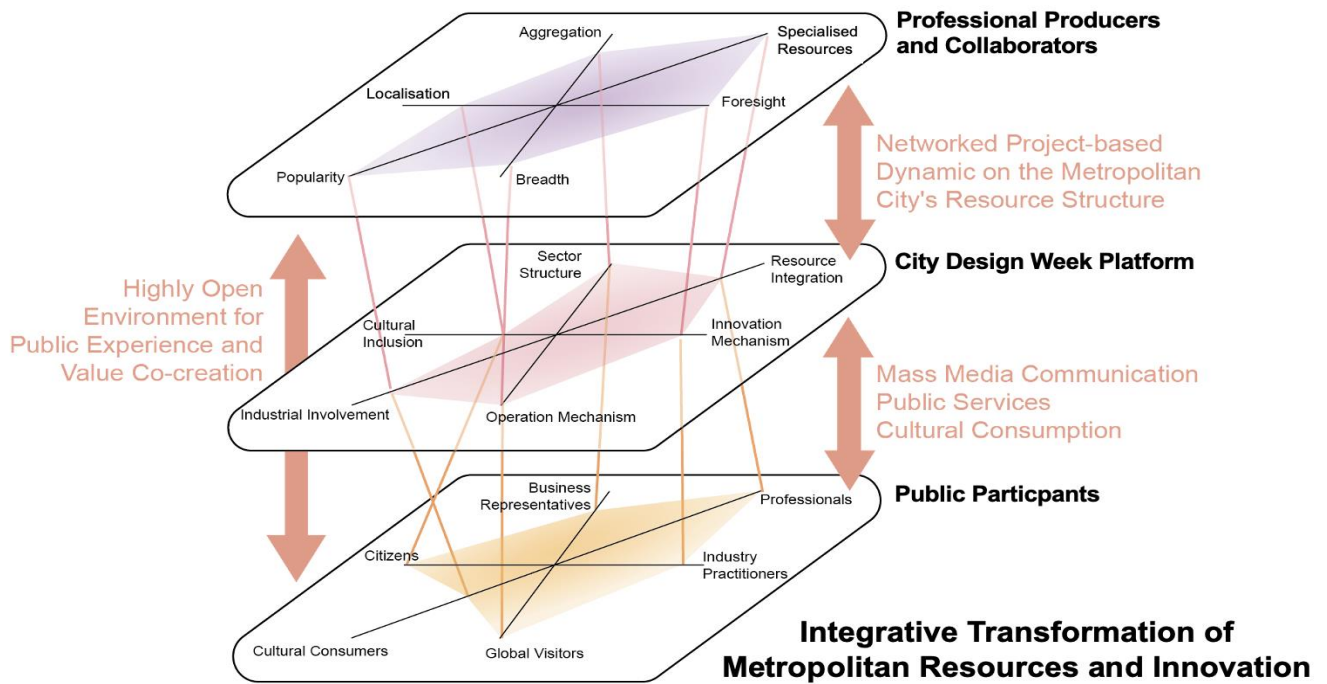 Professional Producers
and Collaborators
Aggregation
Specialised
Resources
Localisation
Foresight
Popularity
Breadth
Networked Project-based
Dynamic on the Metropolitan
City's Resource Structure
City Design Week Platform
Sector
Structure
Resource
Integration
Highly Open
Environment for
Public Experience and
Value Co-creation
Cultural
Inclusion
Innovation
Mechanism
Industrial Involvement
Operation Mechanism
Mass Media Communication
Public Services
Cultural Consumption
Public Particpants
Business
Representatives
Professionals
Citizens
Industry
Practitioners
Cultural Consumers
Global Visitors
Integrative Transformation of
Metropolitan Resources and Innovation